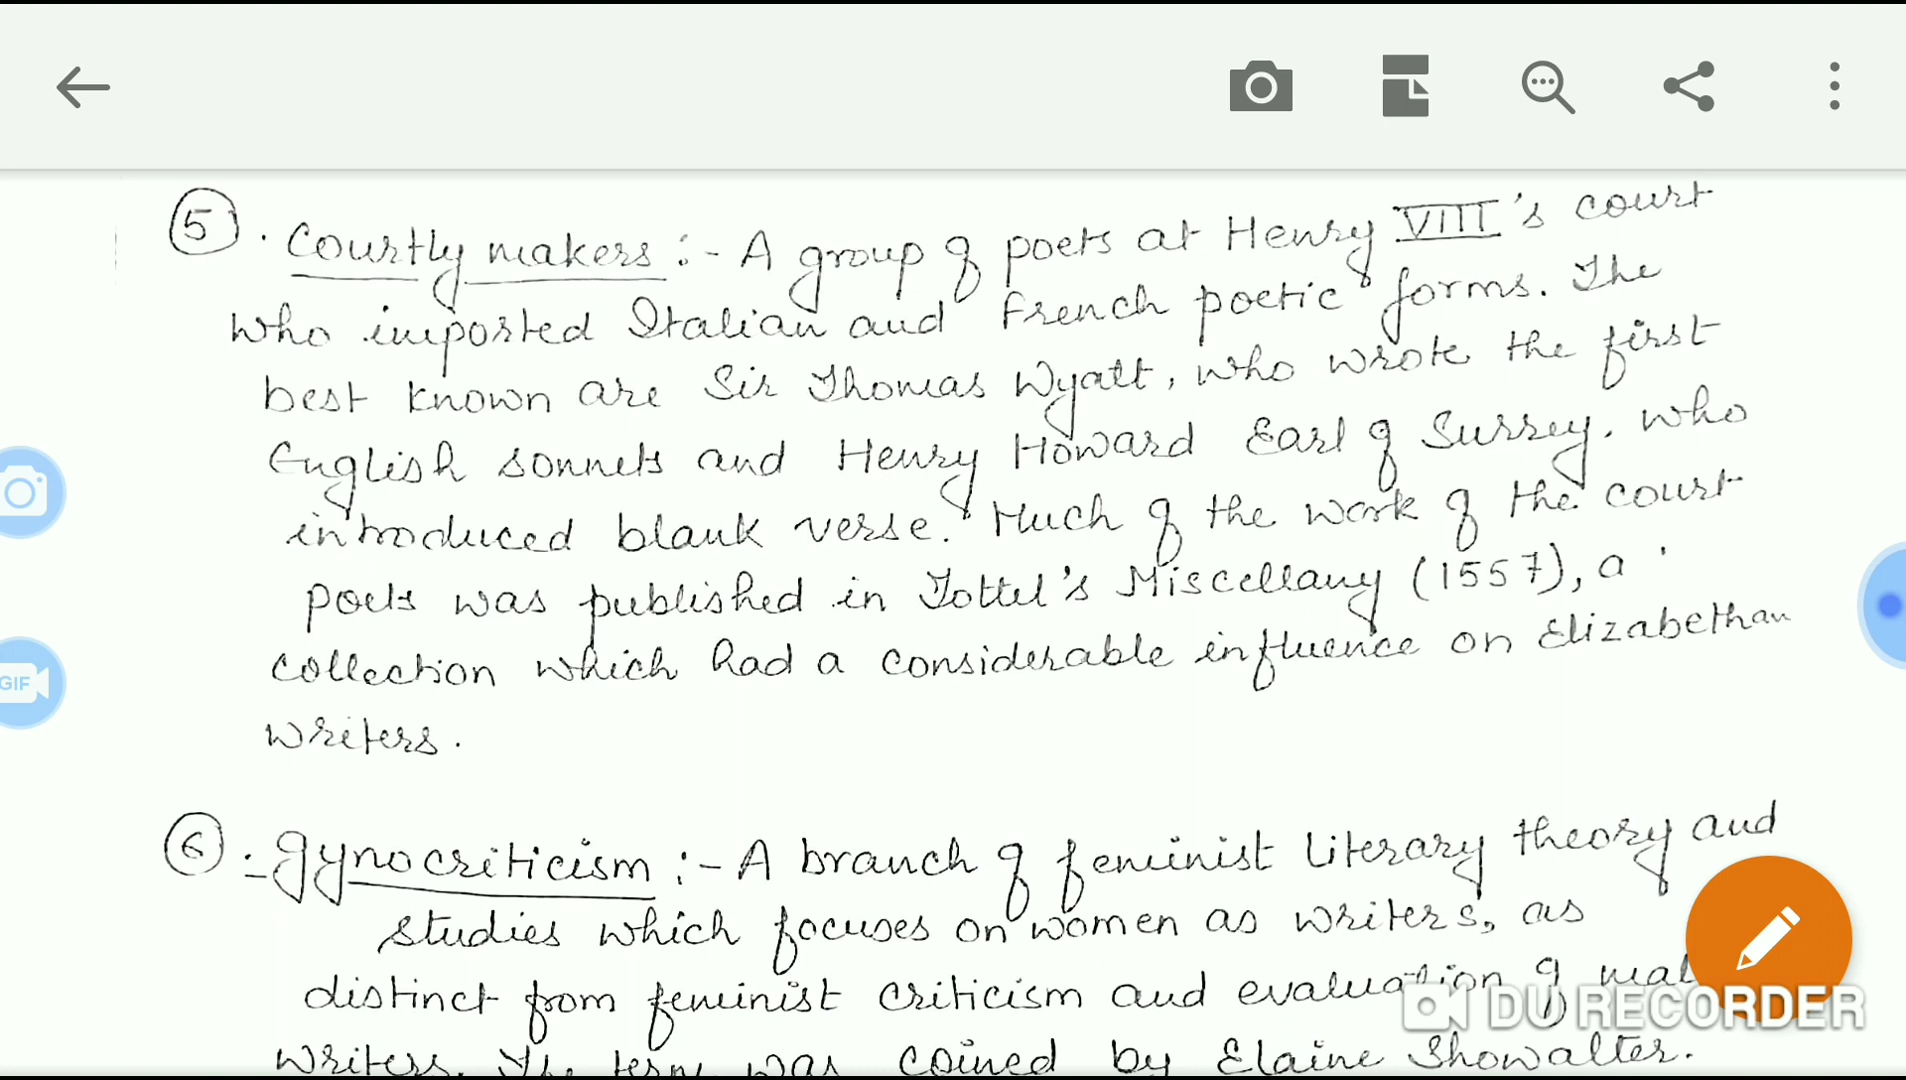 5. Courtly makers :- A group of poets at Henry VIII's court
who imported Italian and French poetic forms. The
best known are Sir Thomas Wyatt, who wrote the first
English sonnets and Henry Howard Earl of Surrey. who
introduced blank verse. Much of the work of the court
poets was published in Tottel's Miscellany (1557), a
collection which had a considerable influence on Elizabethan
writers.
GIF
6 :- Gynocriticism :- A branch of feminist literary theory and
studies which focuses on women as writers, as
distinct from feminist criticism and evaluation of mal
DU RECORDER
writers. The term was coined by Elaine Showalter.